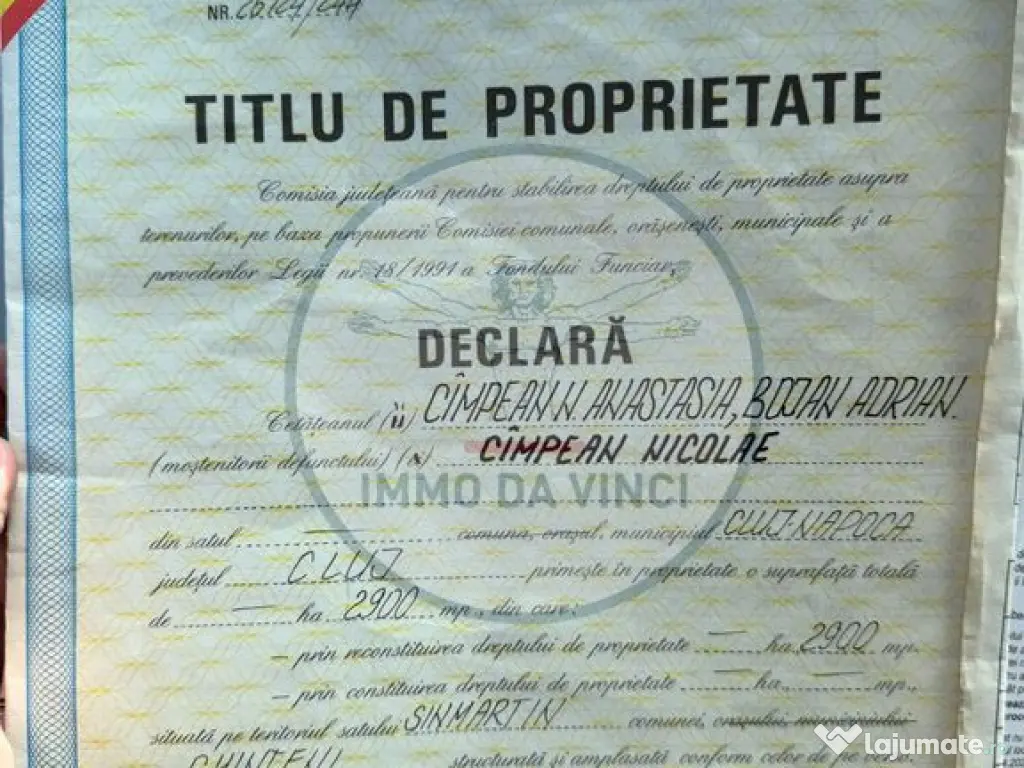 NR.
TITLU DE PROPRIETATE
Comisia județeană pentru stabilirea dreptului de proprietate asupra
terenurilor, pe baza propunerii Comisiei comunale, orășenești, municipale și a
prevederilor Legii nr. 18/1991 a Fondului Funciar,
DECLARĂ
Cetățeanul (ii) CÎMPEAN N. ANASTASIA, BOJAN ADRIAN.
(moștenitorii defunctului) (x) CÎMPEAN NICOLAE
IMMO DA VINCI
din satul — comuna, orașul, municipiul CLUJ-NAPOCA
județul CLUJ primește în proprietate o suprafață totală
de — ha 2900 mp., din care:
– prin reconstituirea dreptului de proprietate — ha 2900 mp.
– prin constituirea dreptului de proprietate — ha, — mp.,
situată pe teritoriul satului SINMARTIN comunei, orașului, municipiului
CHINTENI structurată și amplasată conform celor de pe verso.
lajumate.ro